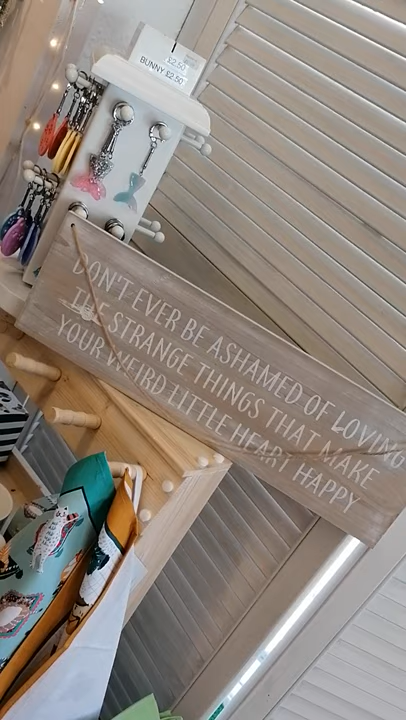 £2.50
BUNNY £2.50
DON'T EVER BE ASHAMED OF LOVING
THE STRANGE THINGS THAT MAKE
YOUR WEIRD LITTLE HEART HAPPY